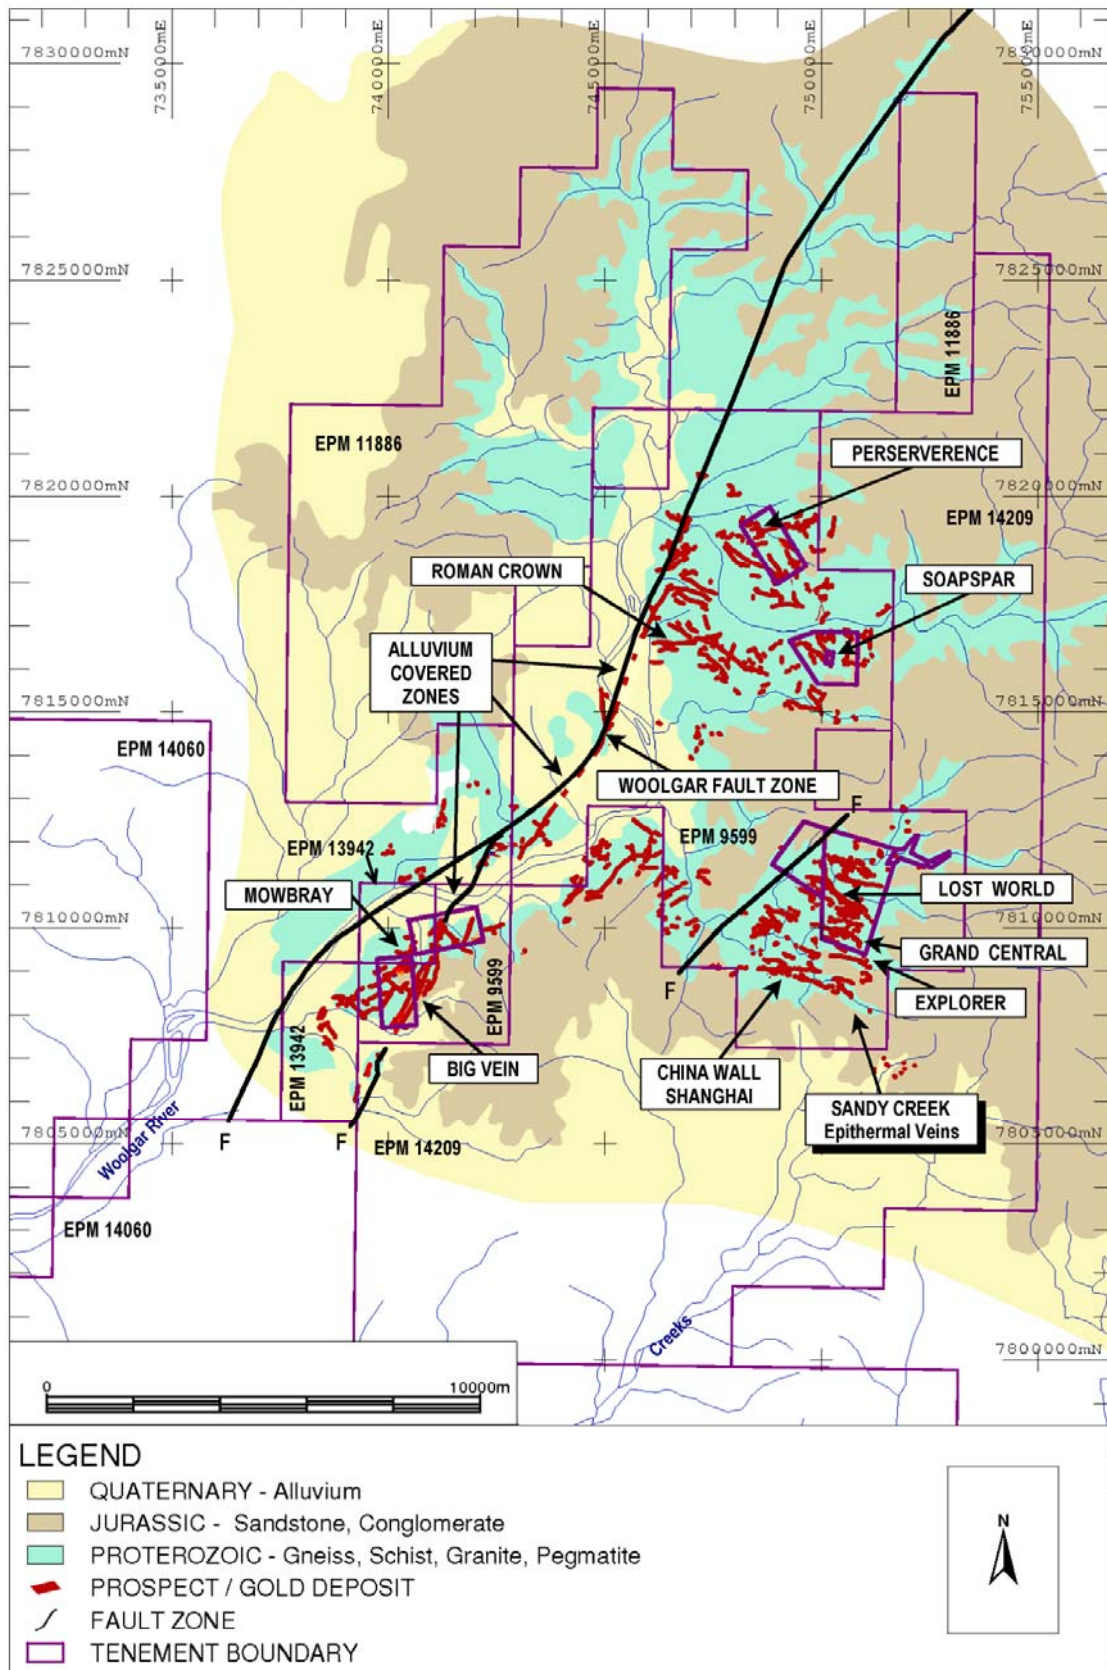 735000mE
740000mE
745000mE
750000mE
755000mE
7830000mN
7830000mN
7825000mN
7825000mN
EPM 11886
EPM 11886
PERSERVERENCE
7820000mN
7820000mN
EPM 14209
ROMAN CROWN
SOAPSPAR
ALLUVIUM
COVERED
ZONES
7815000mN
7815000mN
EPM 14060
WOOLGAR FAULT ZONE
F
EPM 9599
EPM 13942
MOWBRAY
LOST WORLD
7810000mN
7810000mN
GRAND CENTRAL
F
EPM 9599
EXPLORER
BIG VEIN
EPM 13942
CHINA WALL
SHANGHAI
SANDY CREEK
Epithermal Veins
7805000mN
7805000mN
F
F
EPM 14209
Woolgar River
EPM 14060
Creeks
7800000mN
0
10000m
LEGEND
QUATERNARY - Alluvium
JURASSIC - Sandstone, Conglomerate
PROTEROZOIC - Gneiss, Schist, Granite, Pegmatite
PROSPECT / GOLD DEPOSIT
FAULT ZONE
TENEMENT BOUNDARY
N